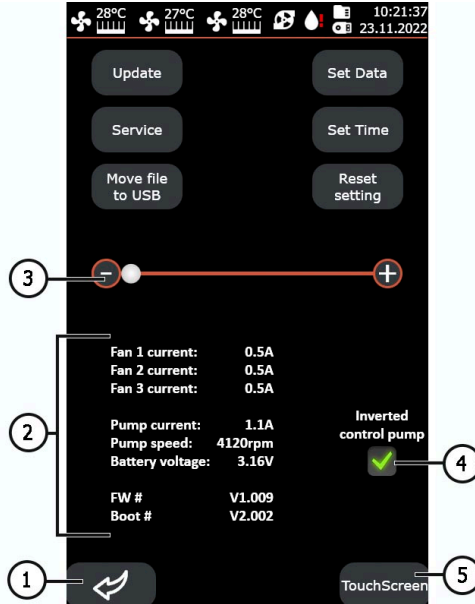 28°C 27°C 28°C 10:21:37
23.11.2022
Update Set Data
Service Set Time
Move file
to USB
Reset
setting
3 - +
Fan 1 current: 0.5A
Fan 2 current: 0.5A
Fan 3 current: 0.5A
2
Pump current: 1.1A
Pump speed: 4120rpm
Battery voltage: 3.16V
Inverted
control pump
4
FW # V1.009
Boot # V2.002
1
TouchScreen
5